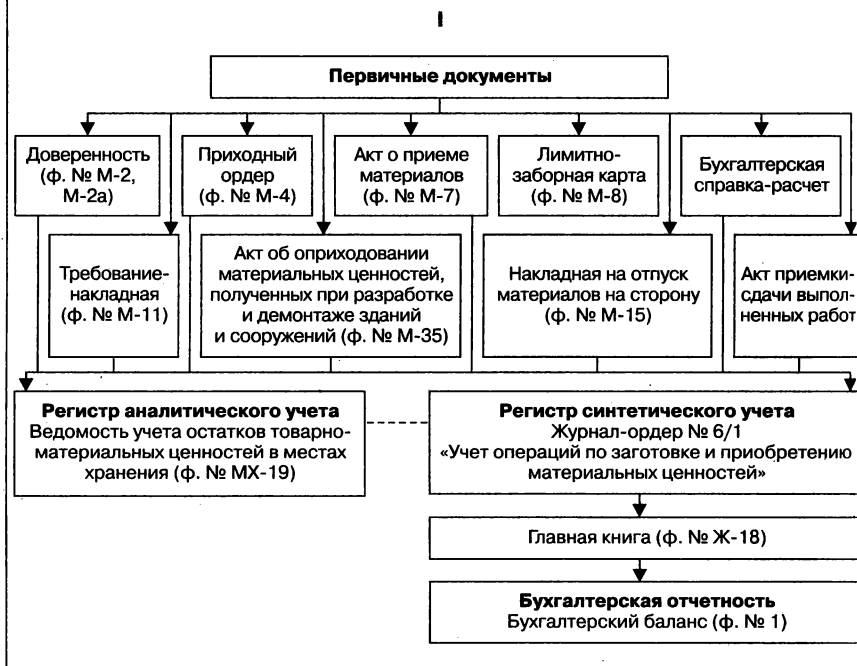 I
Первичные документы
Доверенность
(ф. № М-2,
М-2а)
Приходный
ордер
(ф. № М-4)
Акт о приеме
материалов
(ф. № М-7)
Лимитно-
заборная карта
(ф. № М-8)
Бухгалтерская
справка-расчет
Требование-
накладная
(ф. № М-11)
Акт об оприходовании
материальных ценностей,
полученных при разработке
и демонтаже зданий
и сооружений (ф. № М-35)
Накладная на отпуск
материалов на сторону
(ф. № М-15)
Акт приемки-
сдачи выпол-
ненных работ
Регистр аналитического учета
Ведомость учета остатков товарно-
материальных ценностей в местах
хранения (ф. № МХ-19)
Регистр синтетического учета
Журнал-ордер № 6/1
«Учет операций по заготовке и приобретению
материальных ценностей»
Главная книга (ф. № Ж-18)
Бухгалтерская отчетность
Бухгалтерский баланс (ф. № 1)